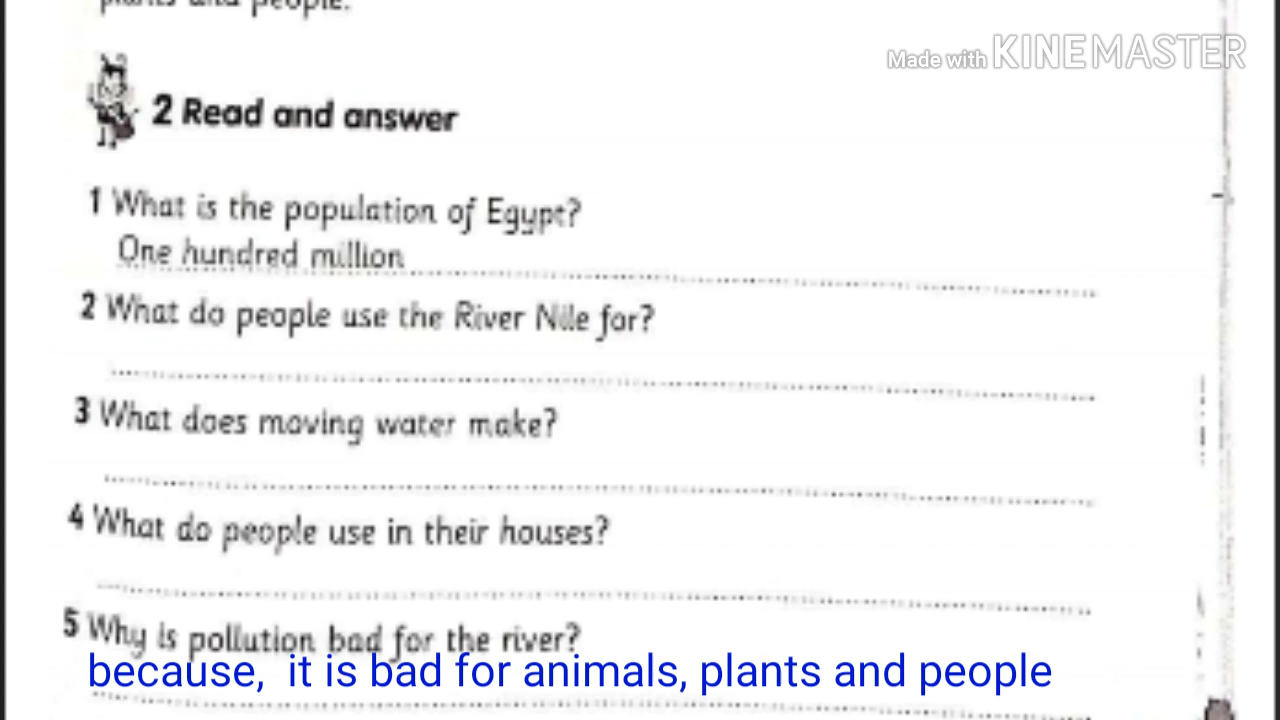 plants and people.
Made with KINEMASTER
2 Read and answer
1 What is the population of Egypt?
One hundred million
2 What do people use the River Nile for?
3 What does moving water make?
4 What do people use in their houses?
5 Why is pollution bad for the river?
because, it is bad for animals, plants and people